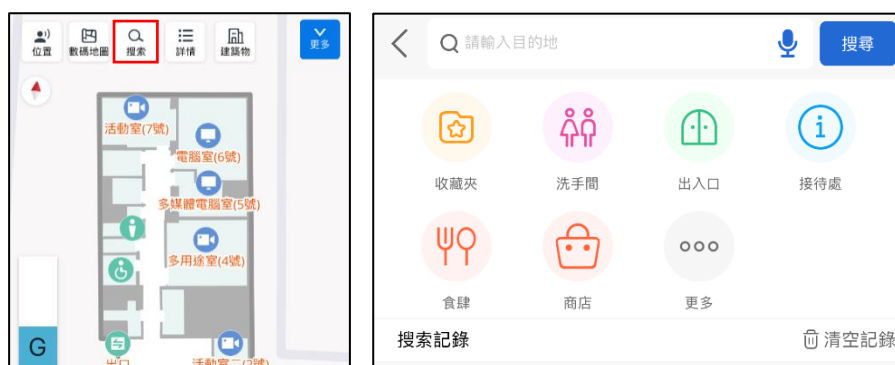 位置
數碼地圖
搜索
詳情
建築物
更多
活動室(7號)
電腦室(6號)
多媒體電腦室(5號)
多用途室(4號)
G
出口
活動室二(2號)
請輸入目的地
搜尋
收藏夾
洗手間
出入口
接待處
食肆
商店
更多
搜索記錄
清空記錄